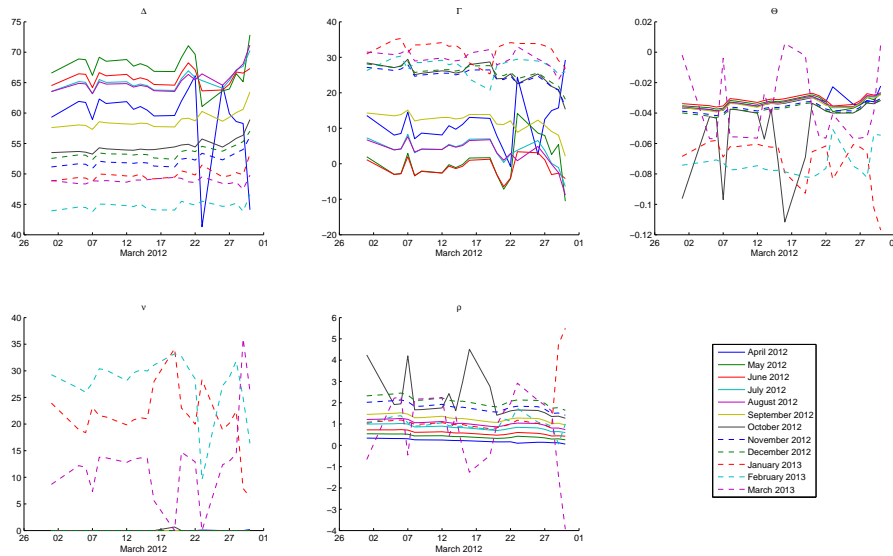 Δ
Γ
Θ
75
70
65
60
55
50
45
40
26 02 07 12 17 22 27 01
March 2012
40
30
20
10
0
−10
−20
26 02 07 12 17 22 27 01
March 2012
0.02
0
−0.02
−0.04
−0.06
−0.08
−0.1
−0.12
26 02 07 12 17 22 27 01
March 2012
ν
ρ
40
35
30
25
20
15
10
5
0
26 02 07 12 17 22 27 01
March 2012
6
5
4
3
2
1
0
−1
−2
−3
−4
26 02 07 12 17 22 27 01
March 2012
April 2012
May 2012
June 2012
July 2012
August 2012
September 2012
October 2012
November 2012
December 2012
January 2013
February 2013
March 2013